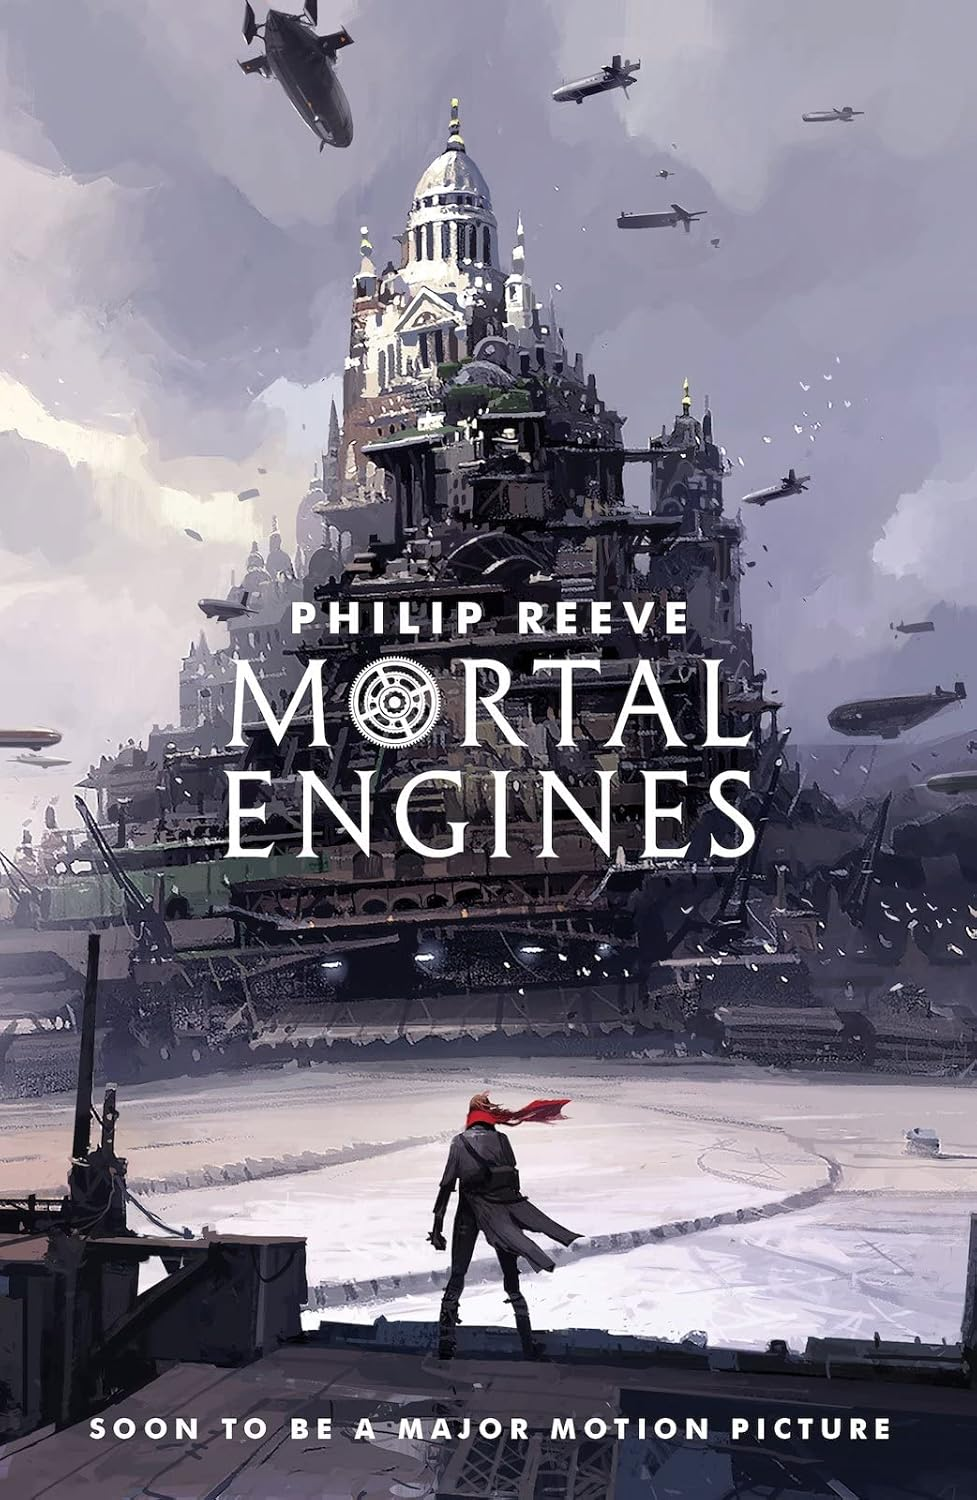 PHILIP REEVE
MORTAL
ENGINES
SOON TO BE A MAJOR MOTION PICTURE